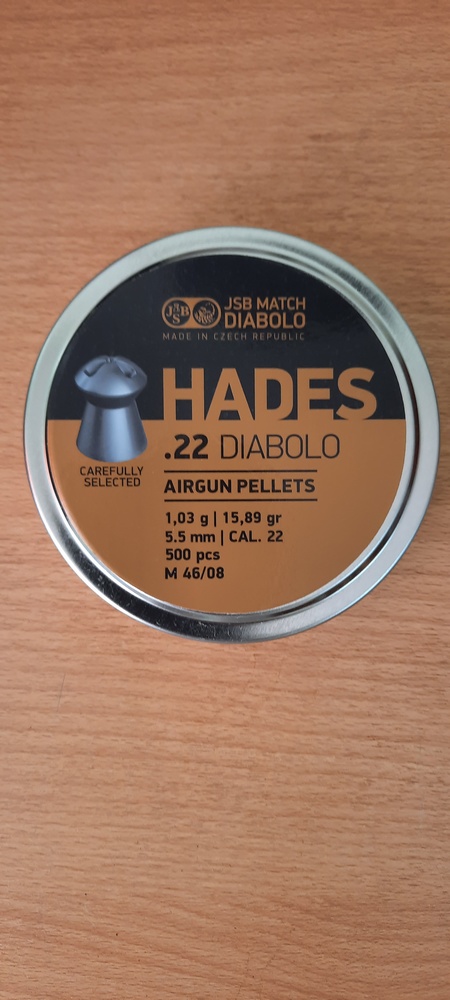 JSB
JSB MATCH
DIABOLO
MADE IN CZECH REPUBLIC
HADES
.22 DIABOLO
CAREFULLY
SELECTED
AIRGUN PELLETS
1,03 g | 15,89 gr
5.5 mm | CAL. 22
500 pcs
M 46/08